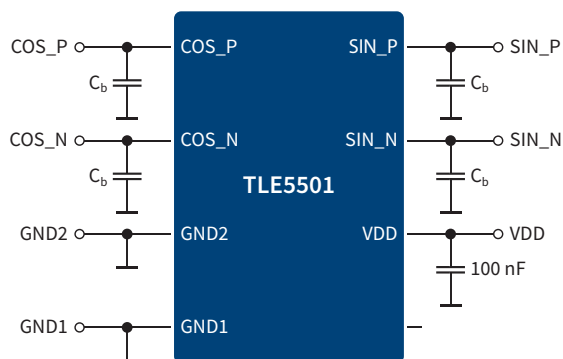 COS_P COS_P SIN_P SIN_P
C_b C_b
COS_N COS_N SIN_N SIN_N
C_b C_b
TLE5501
GND2 GND2 VDD VDD
100 nF
GND1 GND1